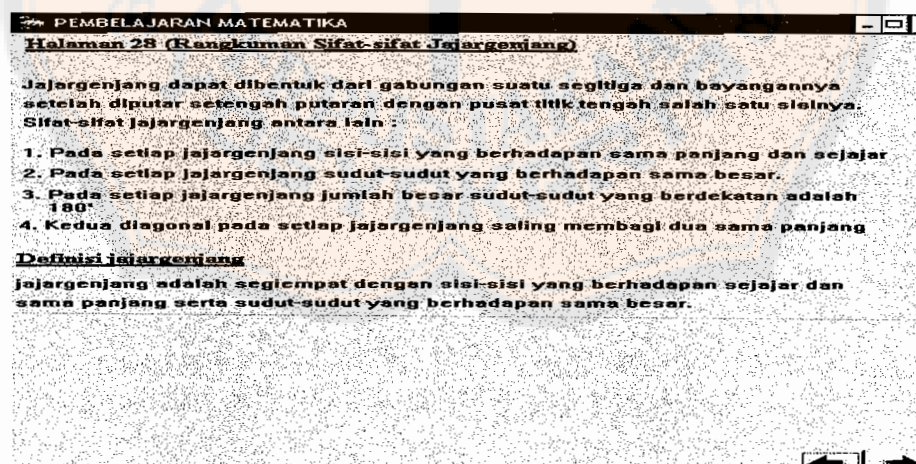 PEMBELAJARAN MATEMATIKA
Halaman 28 (Rangkuman Sifat-sifat Jajargenjang)
Jajargenjang dapat dibentuk dari gabungan suatu segitiga dan bayangannya
setelah diputar setengah putaran dengan pusat titik tengah salah satu sisinya.
Sifat-sifat jajargenjang antara lain :
1. Pada setiap jajargenjang sisi-sisi yang berhadapan sama panjang dan sejajar
2. Pada setiap jajargenjang sudut-sudut yang berhadapan sama besar.
3. Pada setiap jajargenjang jumlah besar sudut-sudut yang berdekatan adalah
180°
4. Kedua diagonal pada setiap jajargenjang saling membagi dua sama panjang
Definisi jajargenjang
jajargenjang adalah segiempat dengan sisi-sisi yang berhadapan sejajar dan
sama panjang serta sudut-sudut yang berhadapan sama besar.